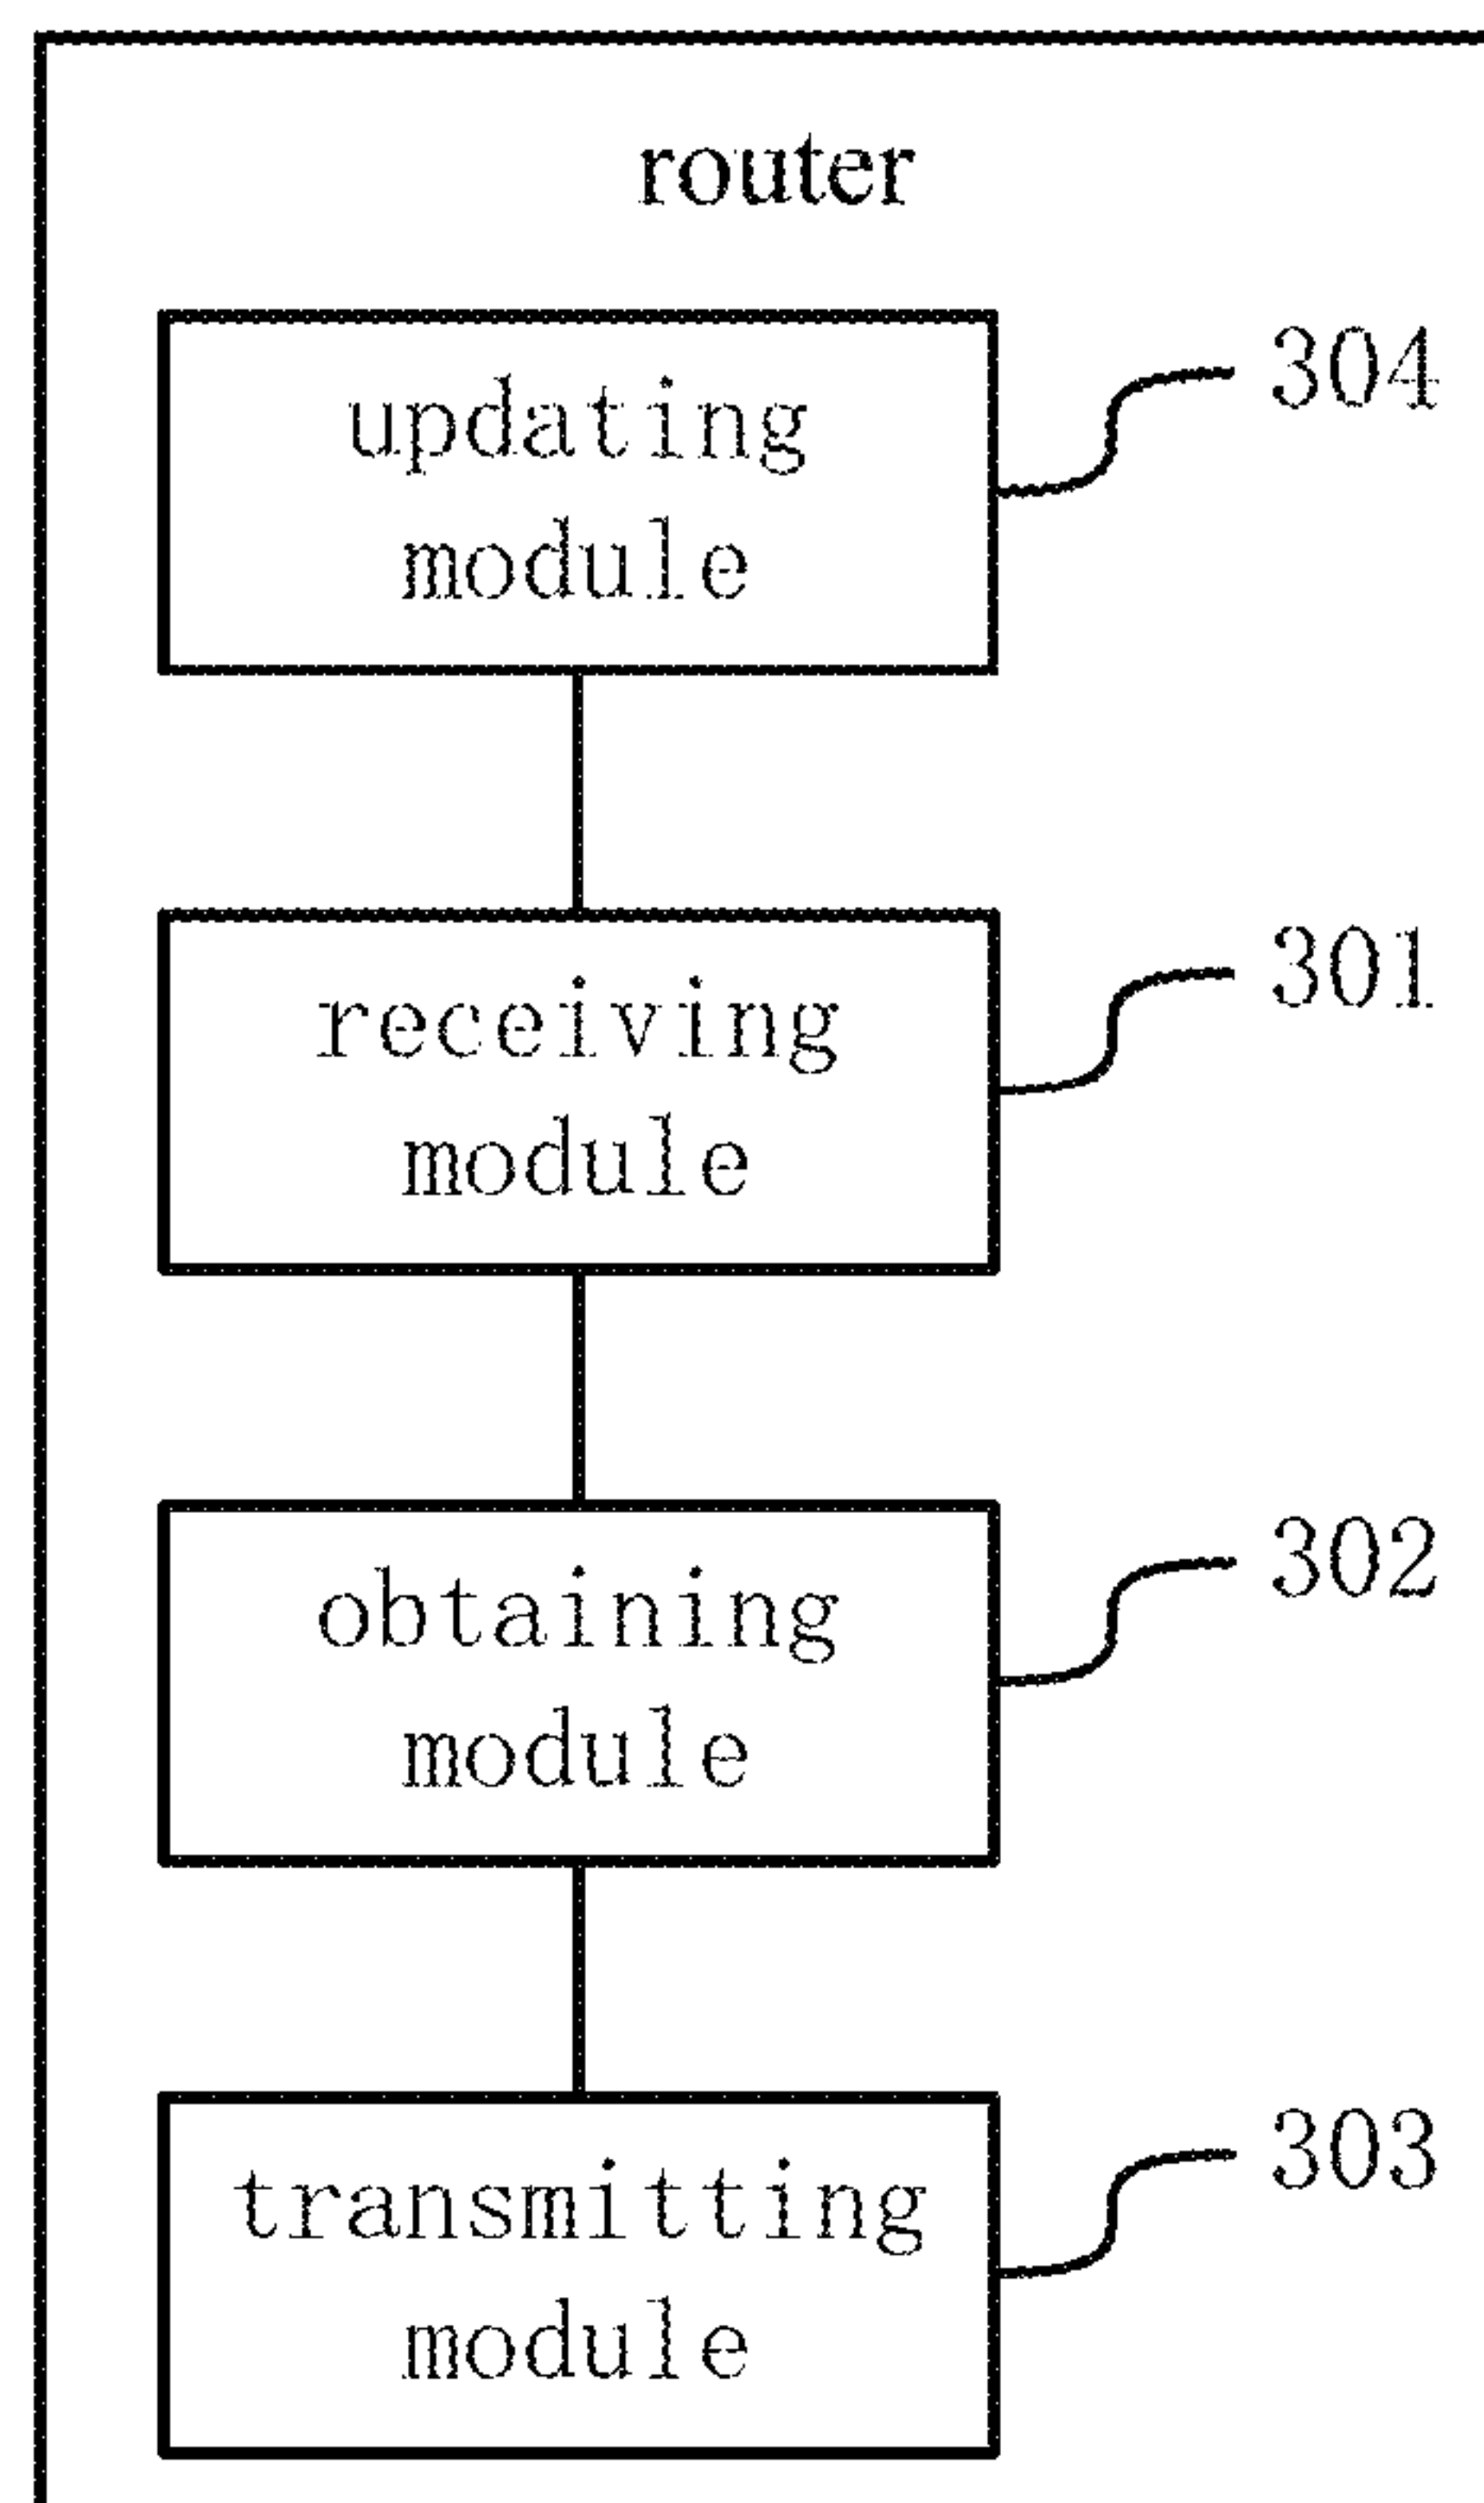 router
updating
module
304
receiving
module
301
obtaining
module
302
transmitting
module
303